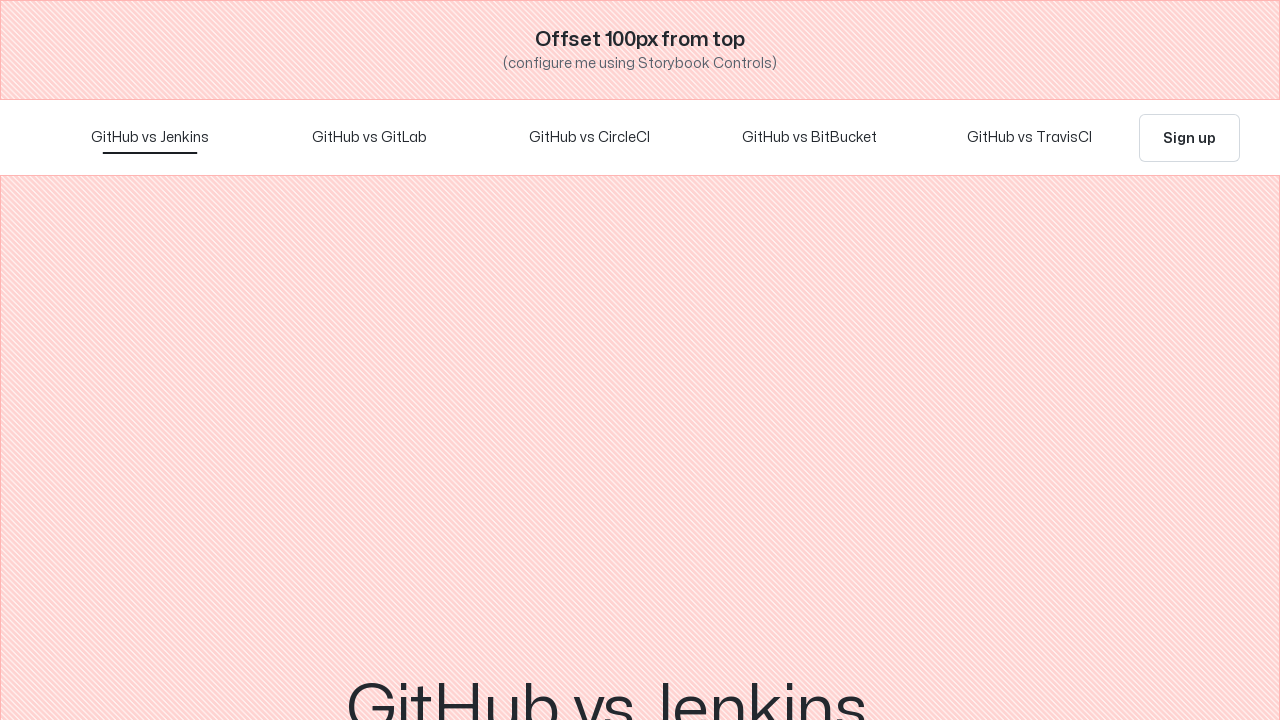 Offset 100px from top
(configure me using Storybook Controls)
GitHub vs Jenkins
GitHub vs GitLab
GitHub vs CircleCI
GitHub vs BitBucket
GitHub vs TravisCI
Sign up
GitHub vs Jenkins